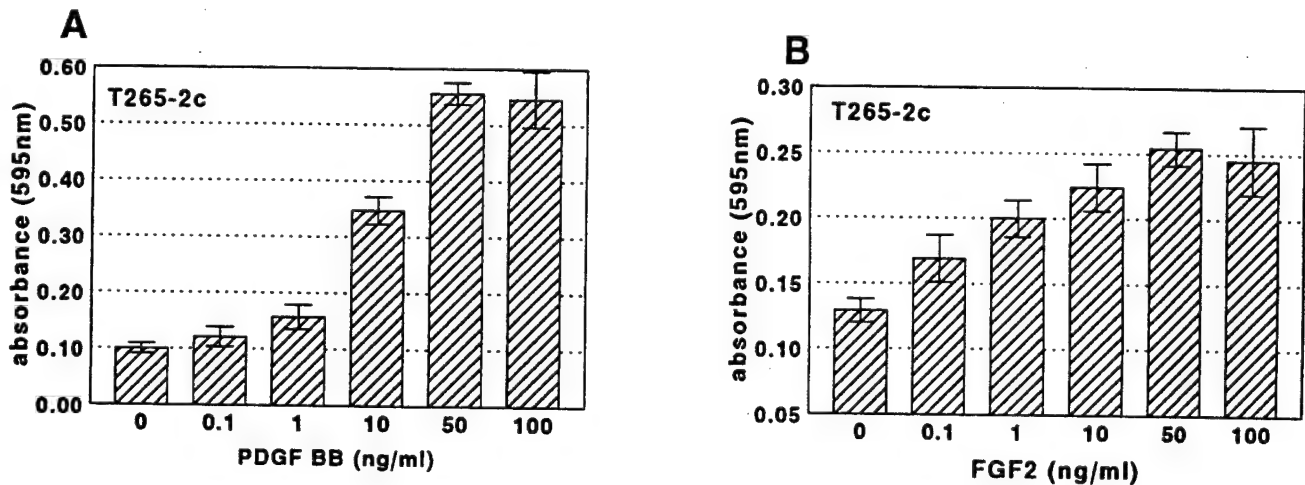 A
absorbance (595nm)
0.60
0.50
0.40
0.30
0.20
0.10
0.00
T265-2c
0 0.1 1 10 50 100
PDGF BB (ng/ml)
B
absorbance (595nm)
0.30
0.25
0.20
0.15
0.10
0.05
T265-2c
0 0.1 1 10 50 100
FGF2 (ng/ml)